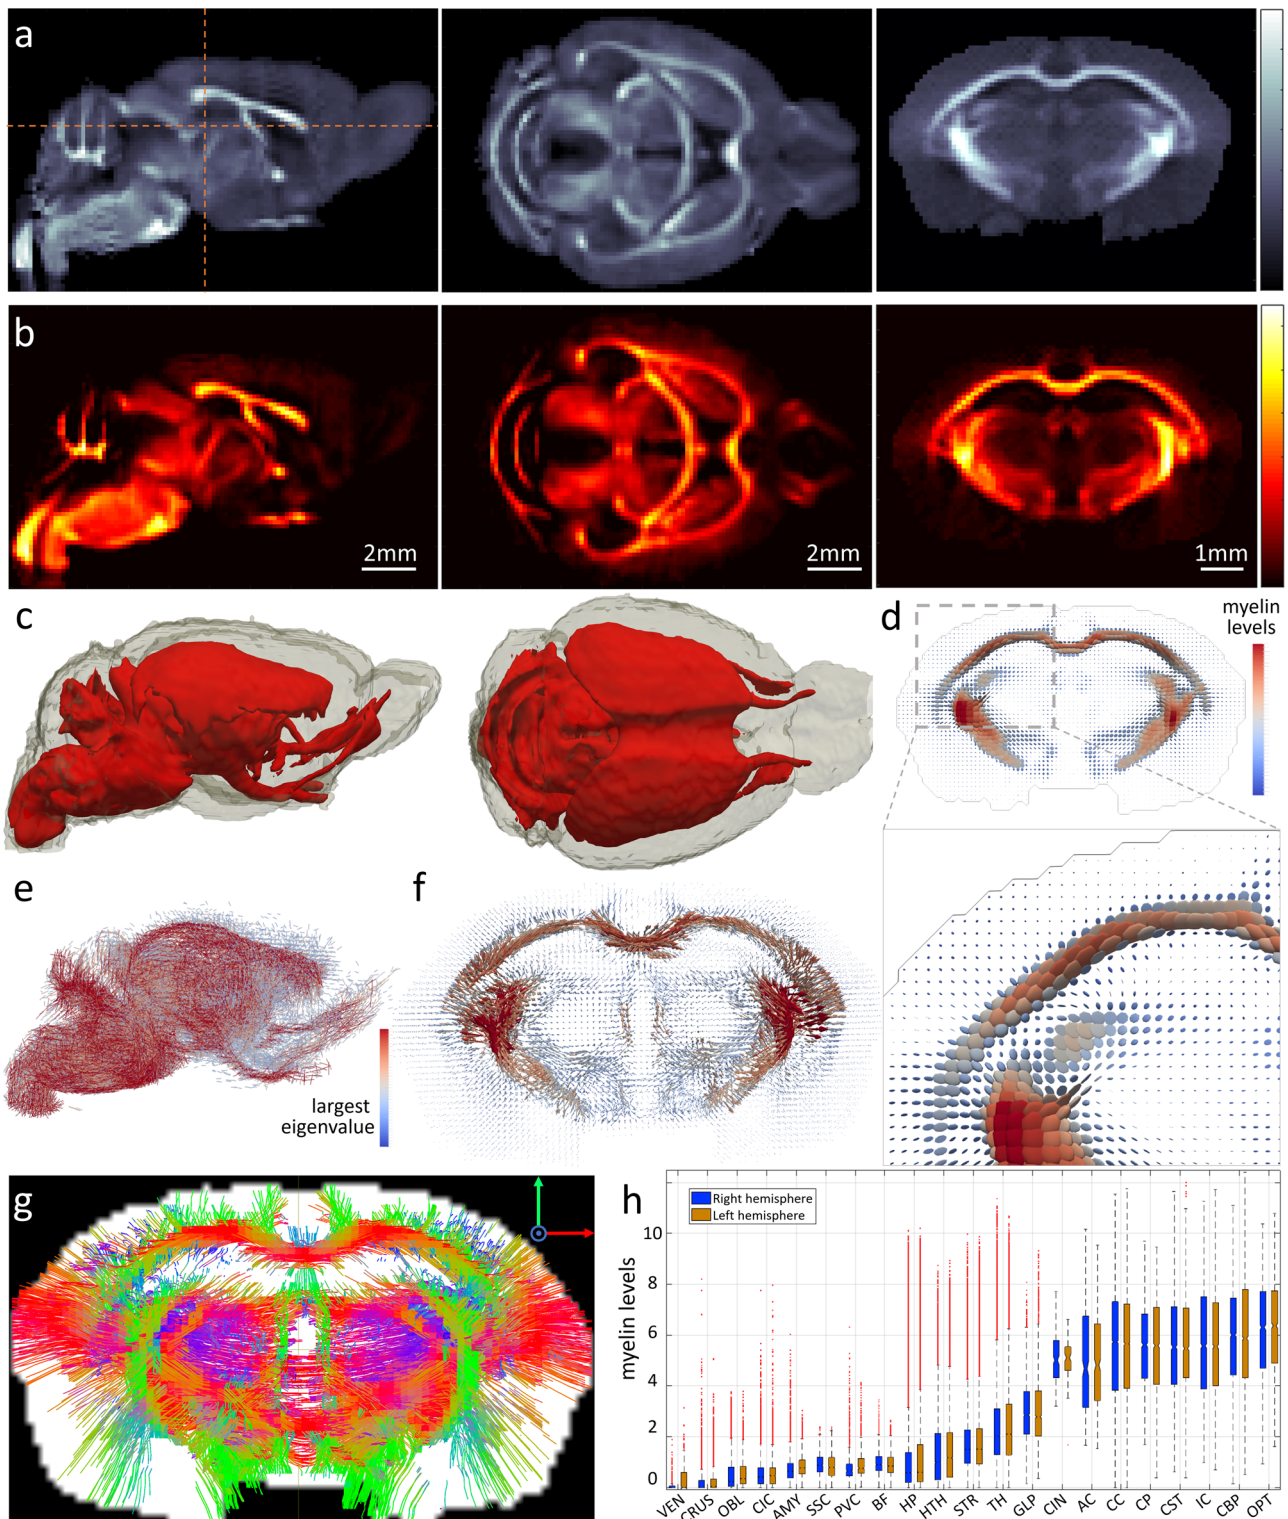 a
b
2mm
2mm
1mm
c
d
myelin
levels
e
f
largest
eigenvalue
g
h
Right hemisphere
Left hemisphere
myelin levels
10
8
6
4
2
0
VEN
CRUS
OBL
CIC
AMY
SSC
PVC
BF
HP
HTH
STR
TH
GLP
CIN
AC
CC
CP
CST
IC
CBP
OPT